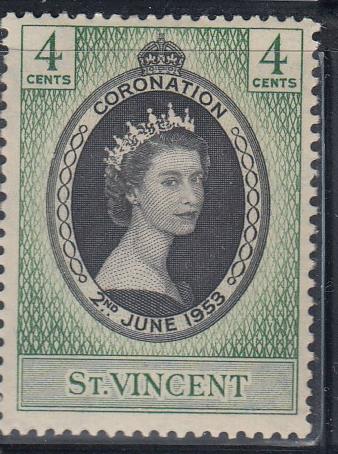 4 CENTS
4 CENTS
CORONATION
2ND JUNE 1953
ST. VINCENT